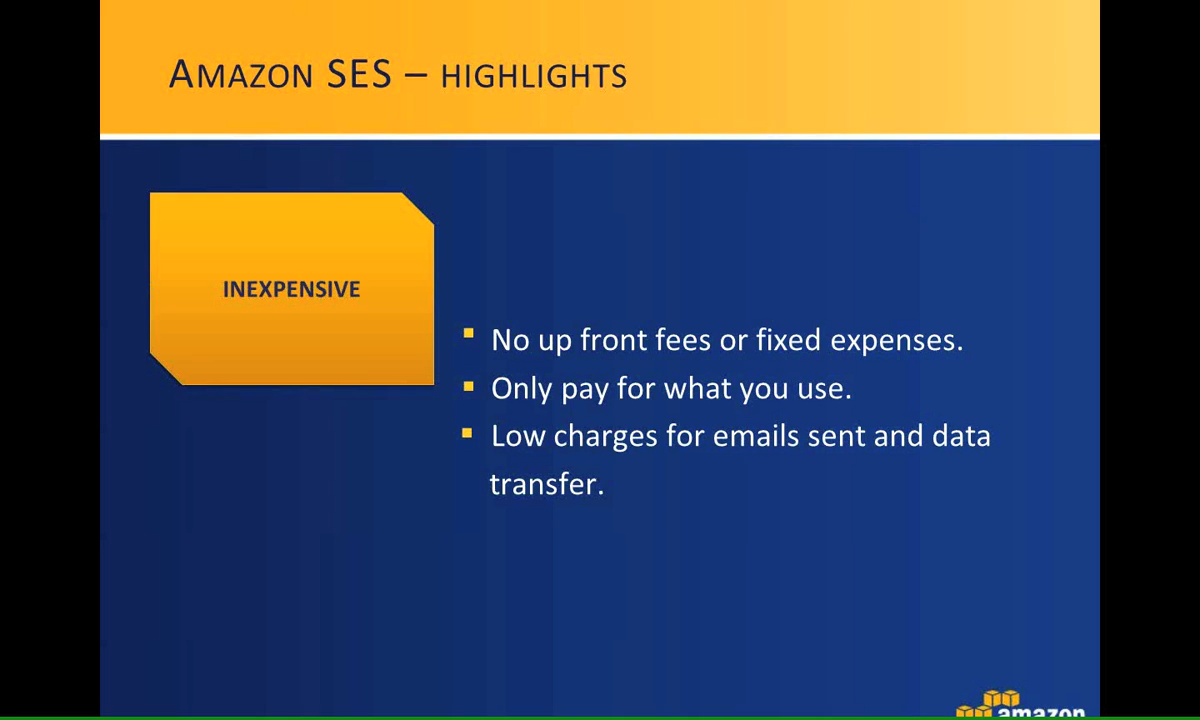 AMAZON SES – HIGHLIGHTS
INEXPENSIVE
▪ No up front fees or fixed expenses.
▪ Only pay for what you use.
▪ Low charges for emails sent and data
transfer.
amazon